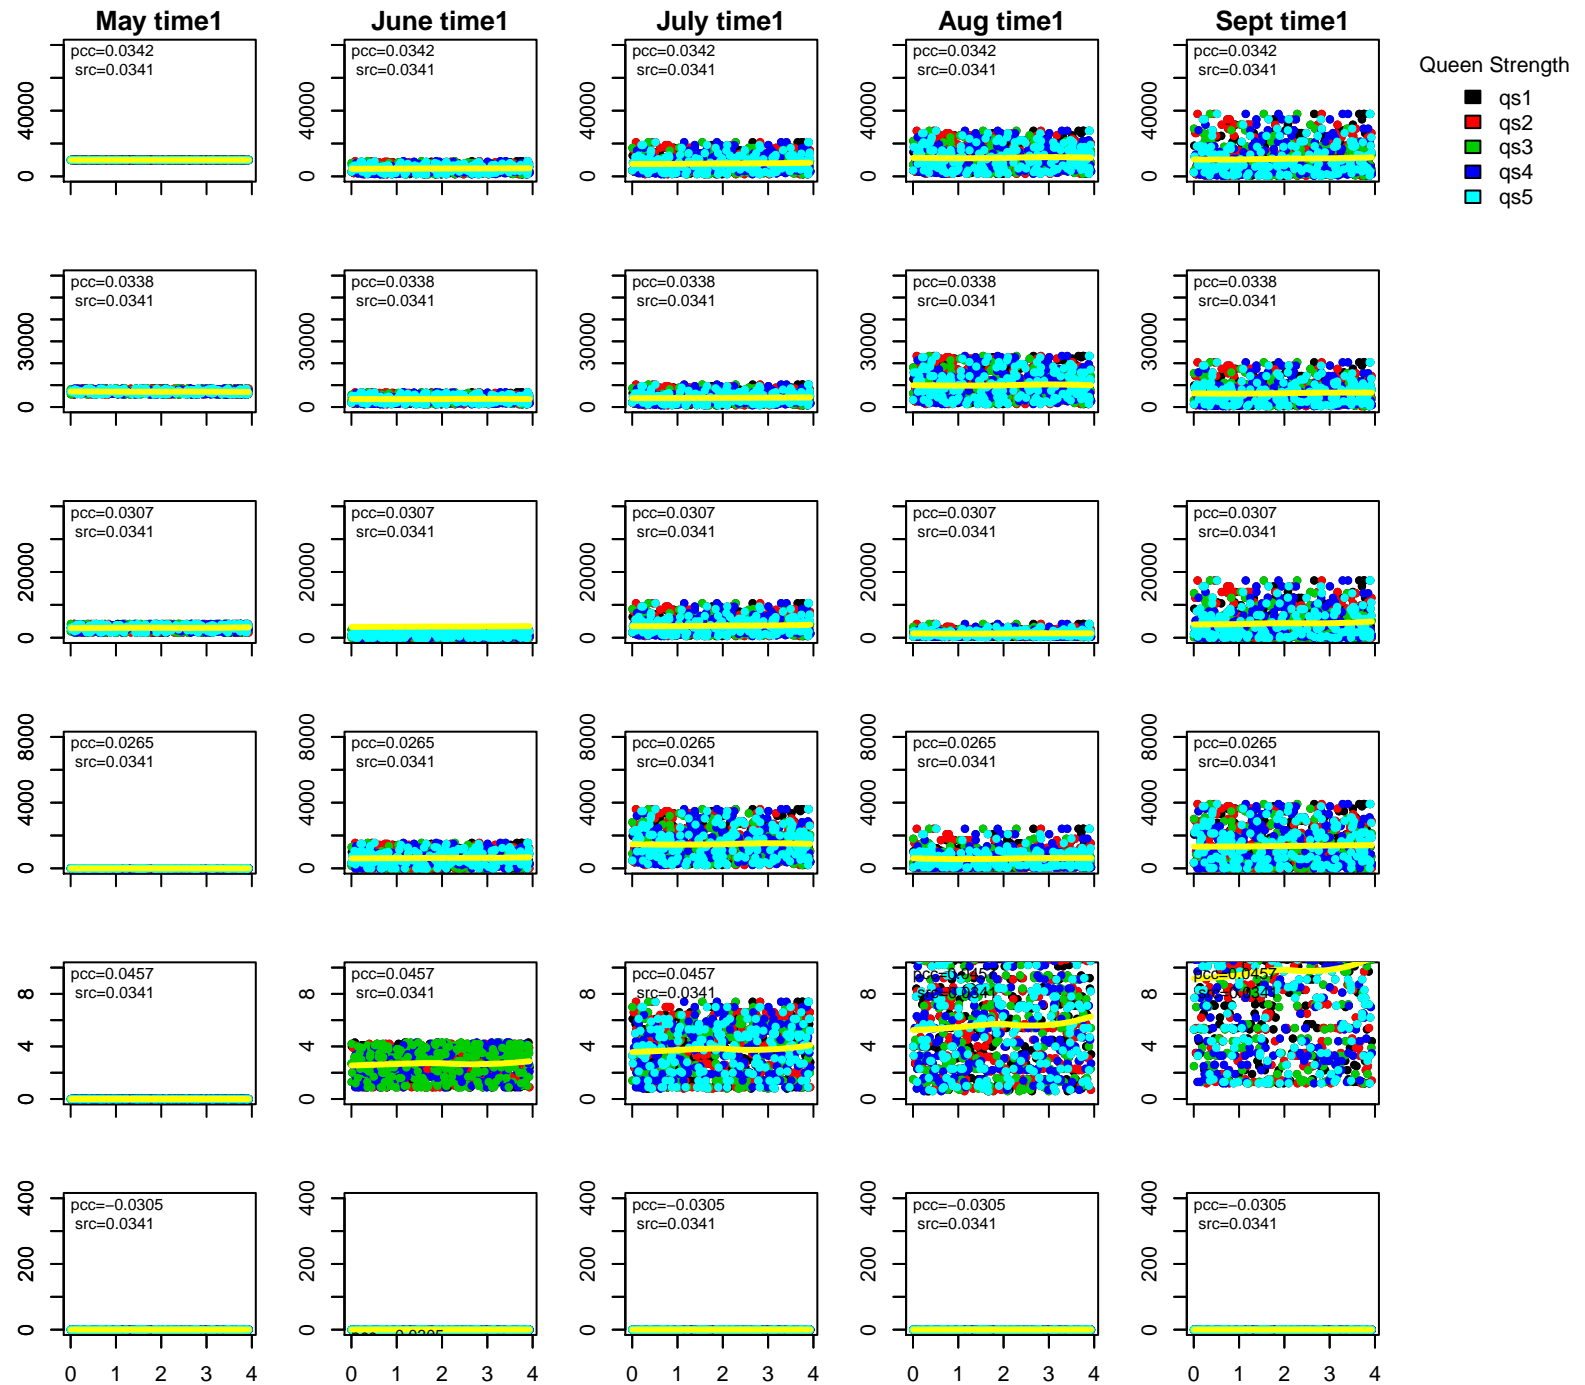 May time1 June time1 July time1 Aug time1 Sept time1
pcc=0.0342 pcc=0.0342 pcc=0.0342 pcc=0.0342 pcc=0.0342
src=0.0341 src=0.0341 src=0.0341 src=0.0341 src=0.0341
Queen Strength
qs1
qs2
qs3
qs4
qs5
40000 40000 40000 40000 40000
0 0 0 0 0
pcc=0.0338 pcc=0.0338 pcc=0.0338 pcc=0.0338 pcc=0.0338
src=0.0341 src=0.0341 src=0.0341 src=0.0341 src=0.0341
30000 30000 30000 30000 30000
0 0 0 0 0
pcc=0.0307 pcc=0.0307 pcc=0.0307 pcc=0.0307 pcc=0.0307
src=0.0341 src=0.0341 src=0.0341 src=0.0341 src=0.0341
20000 20000 20000 20000 20000
0 0 0 0 0
8000 8000 8000 8000 8000
pcc=0.0265 pcc=0.0265 pcc=0.0265 pcc=0.0265 pcc=0.0265
src=0.0341 src=0.0341 src=0.0341 src=0.0341 src=0.0341
4000 4000 4000 4000 4000
0 0 0 0 0
pcc=0.0457 pcc=0.0457 pcc=0.0457 pcc=0.0457 pcc=0.0457
src=0.0341 src=0.0341 src=0.0341 src=0.0341 src=0.0341
8 8 8 8 8
4 4 4 4 4
0 0 0 0 0
400 400 400 400 400
pcc=−0.0305 pcc=−0.0305 pcc=−0.0305 pcc=−0.0305
src=0.0341 src=0.0341 src=0.0341 src=0.0341
200 200 200 200 200
0 0 0 0 0
0 1 2 3 4 0 1 2 3 4 0 1 2 3 4 0 1 2 3 4 0 1 2 3 4